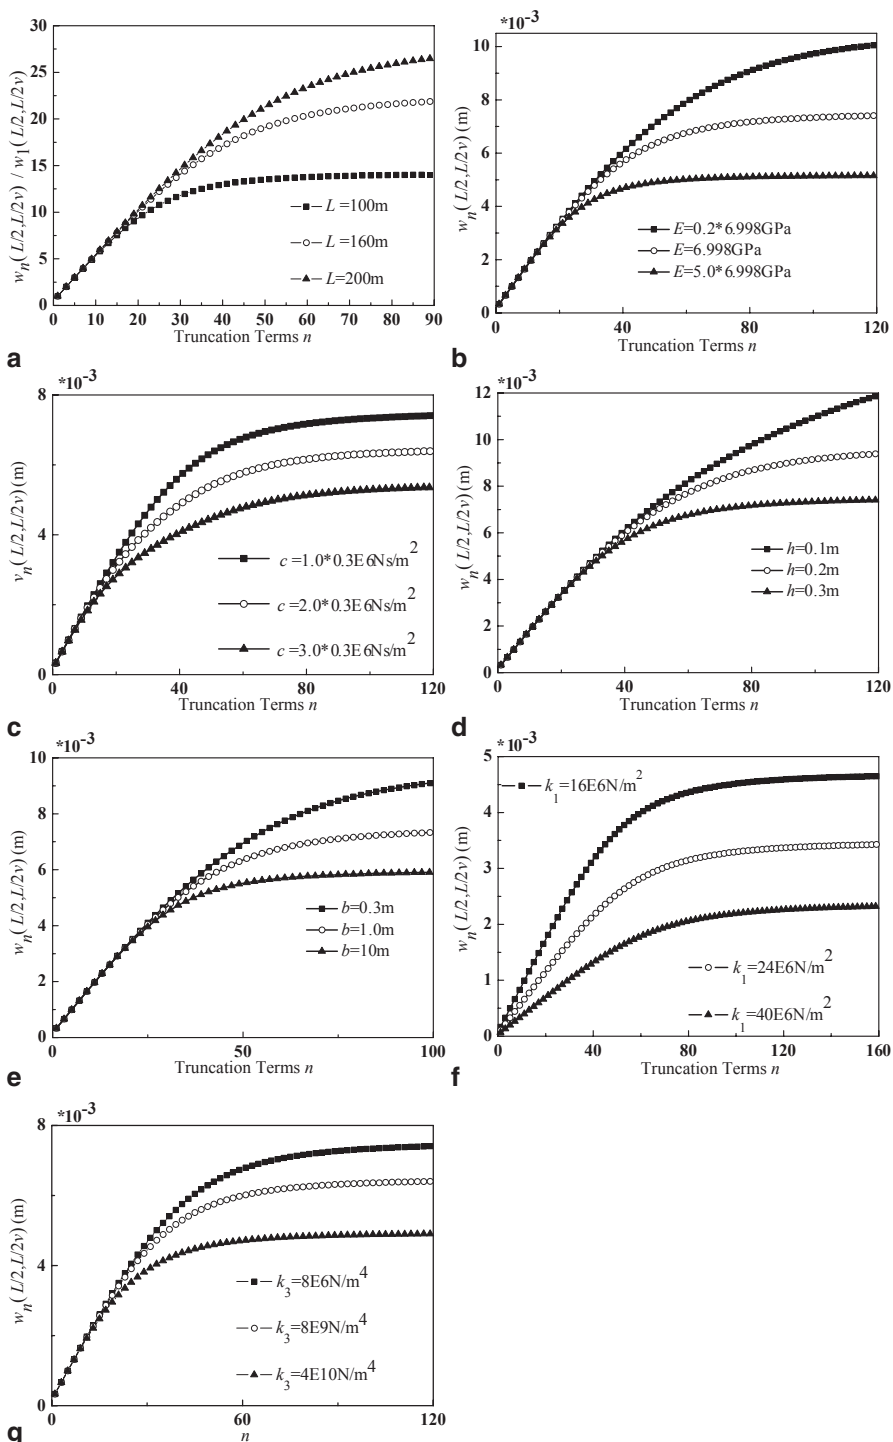 30
25
20
15
10
5
0
0 10 20 30 40 50 60 70 80 90
w_n(L/2,L/2v) / w_1(L/2,L/2v)
L=100m
L=160m
L=200m
Truncation Terms n
a
*10^-3
10
8
6
4
2
0
0 40 80 120
w_n(L/2,L/2v) (m)
E=0.2*6.998GPa
E=6.998GPa
E=5.0*6.998GPa
Truncation Terms n
b
*10^-3
8
4
0
0 40 80 120
v_n(L/2,L/2v) (m)
c=1.0*0.3E6Ns/m^2
c=2.0*0.3E6Ns/m^2
c=3.0*0.3E6Ns/m^2
Truncation Terms n
c
*10^-3
12
10
8
6
4
2
0
0 40 80 120
w_n(L/2,L/2v) (m)
h=0.1m
h=0.2m
h=0.3m
Truncation Terms n
d
*10^-3
10
8
6
4
2
0
0 50 100
w_n(L/2,L/2v) (m)
b=0.3m
b=1.0m
b=10m
Truncation Terms n
e
*10^-3
5
4
3
2
1
0
0 40 80 120 160
w_n(L/2,L/2v) (m)
k_1=16E6N/m^2
k_1=24E6N/m^2
k_1=40E6N/m^2
Truncation Terms n
f
*10^-3
8
4
0
0 60 120
w_n(L/2,L/2v) (m)
k_3=8E6N/m^4
k_3=8E9N/m^4
k_3=4E10N/m^4
n
g